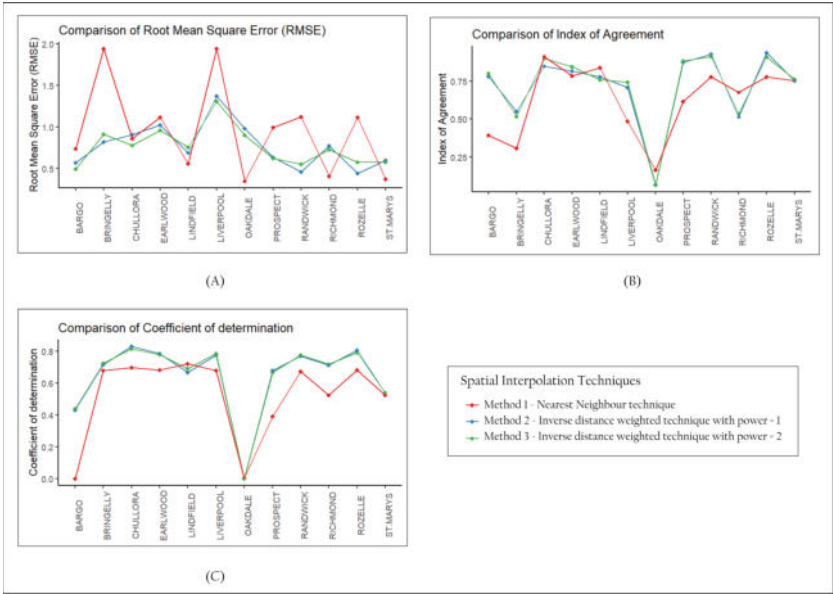 Comparison of Root Mean Square Error (RMSE)
Root Mean Square Error (RMSE)
2.0
1.5
1.0
0.5
BARGO
BRINGELLY
CHULLORA
EARLWOOD
LINDFIELD
LIVERPOOL
OAKDALE
PROSPECT
RANDWICK
RICHMOND
ROZELLE
ST.MARYS
(A)
Comparison of Index of Agreement
Index of Agreement
0.75
0.50
0.25
BARGO
BRINGELLY
CHULLORA
EARLWOOD
LINDFIELD
LIVERPOOL
OAKDALE
PROSPECT
RANDWICK
RICHMOND
ROZELLE
ST.MARYS
(B)
Comparison of Coefficient of determination
Coefficient of determination
0.8
0.6
0.4
0.2
0.0
BARGO
BRINGELLY
CHULLORA
EARLWOOD
LINDFIELD
LIVERPOOL
OAKDALE
PROSPECT
RANDWICK
RICHMOND
ROZELLE
ST.MARYS
(C)
Spatial Interpolation Techniques
Method 1 - Nearest Neighbour technique
Method 2 - Inverse distance weighted technique with power - 1
Method 3 - Inverse distance weighted technique with power - 2